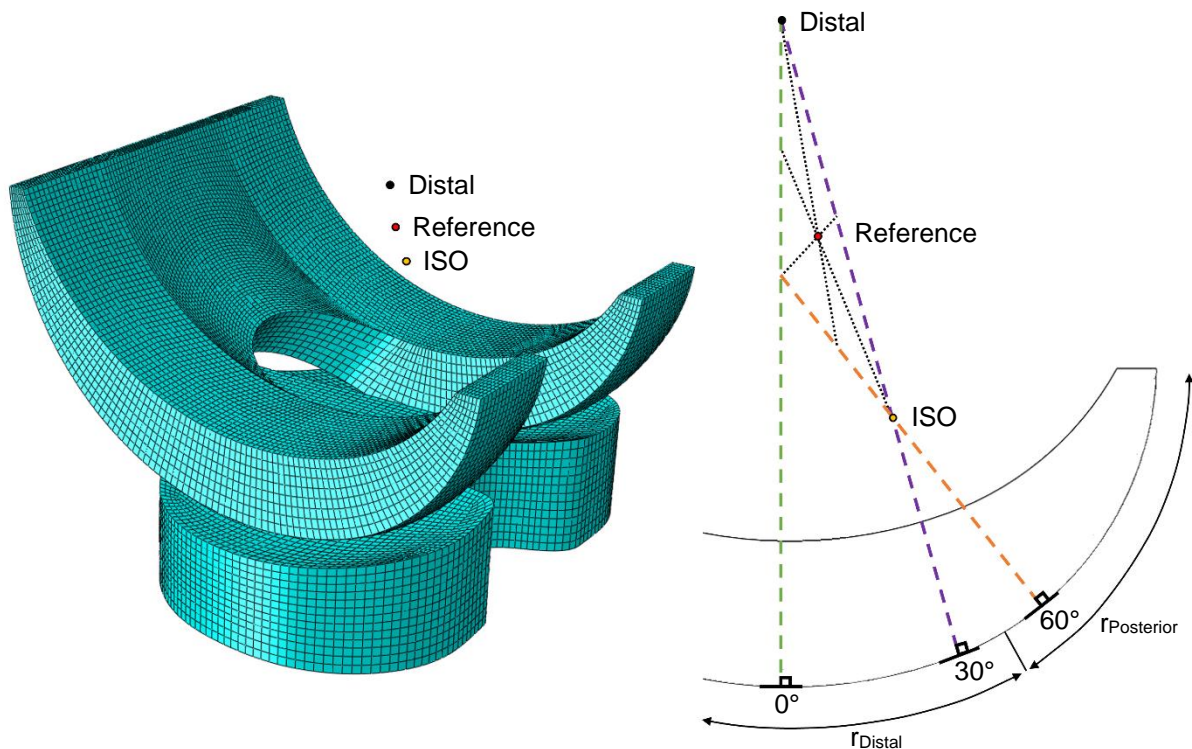 Distal
Reference
ISO
Distal
Reference
ISO
60°
30°
0°
rPosterior
rDistal